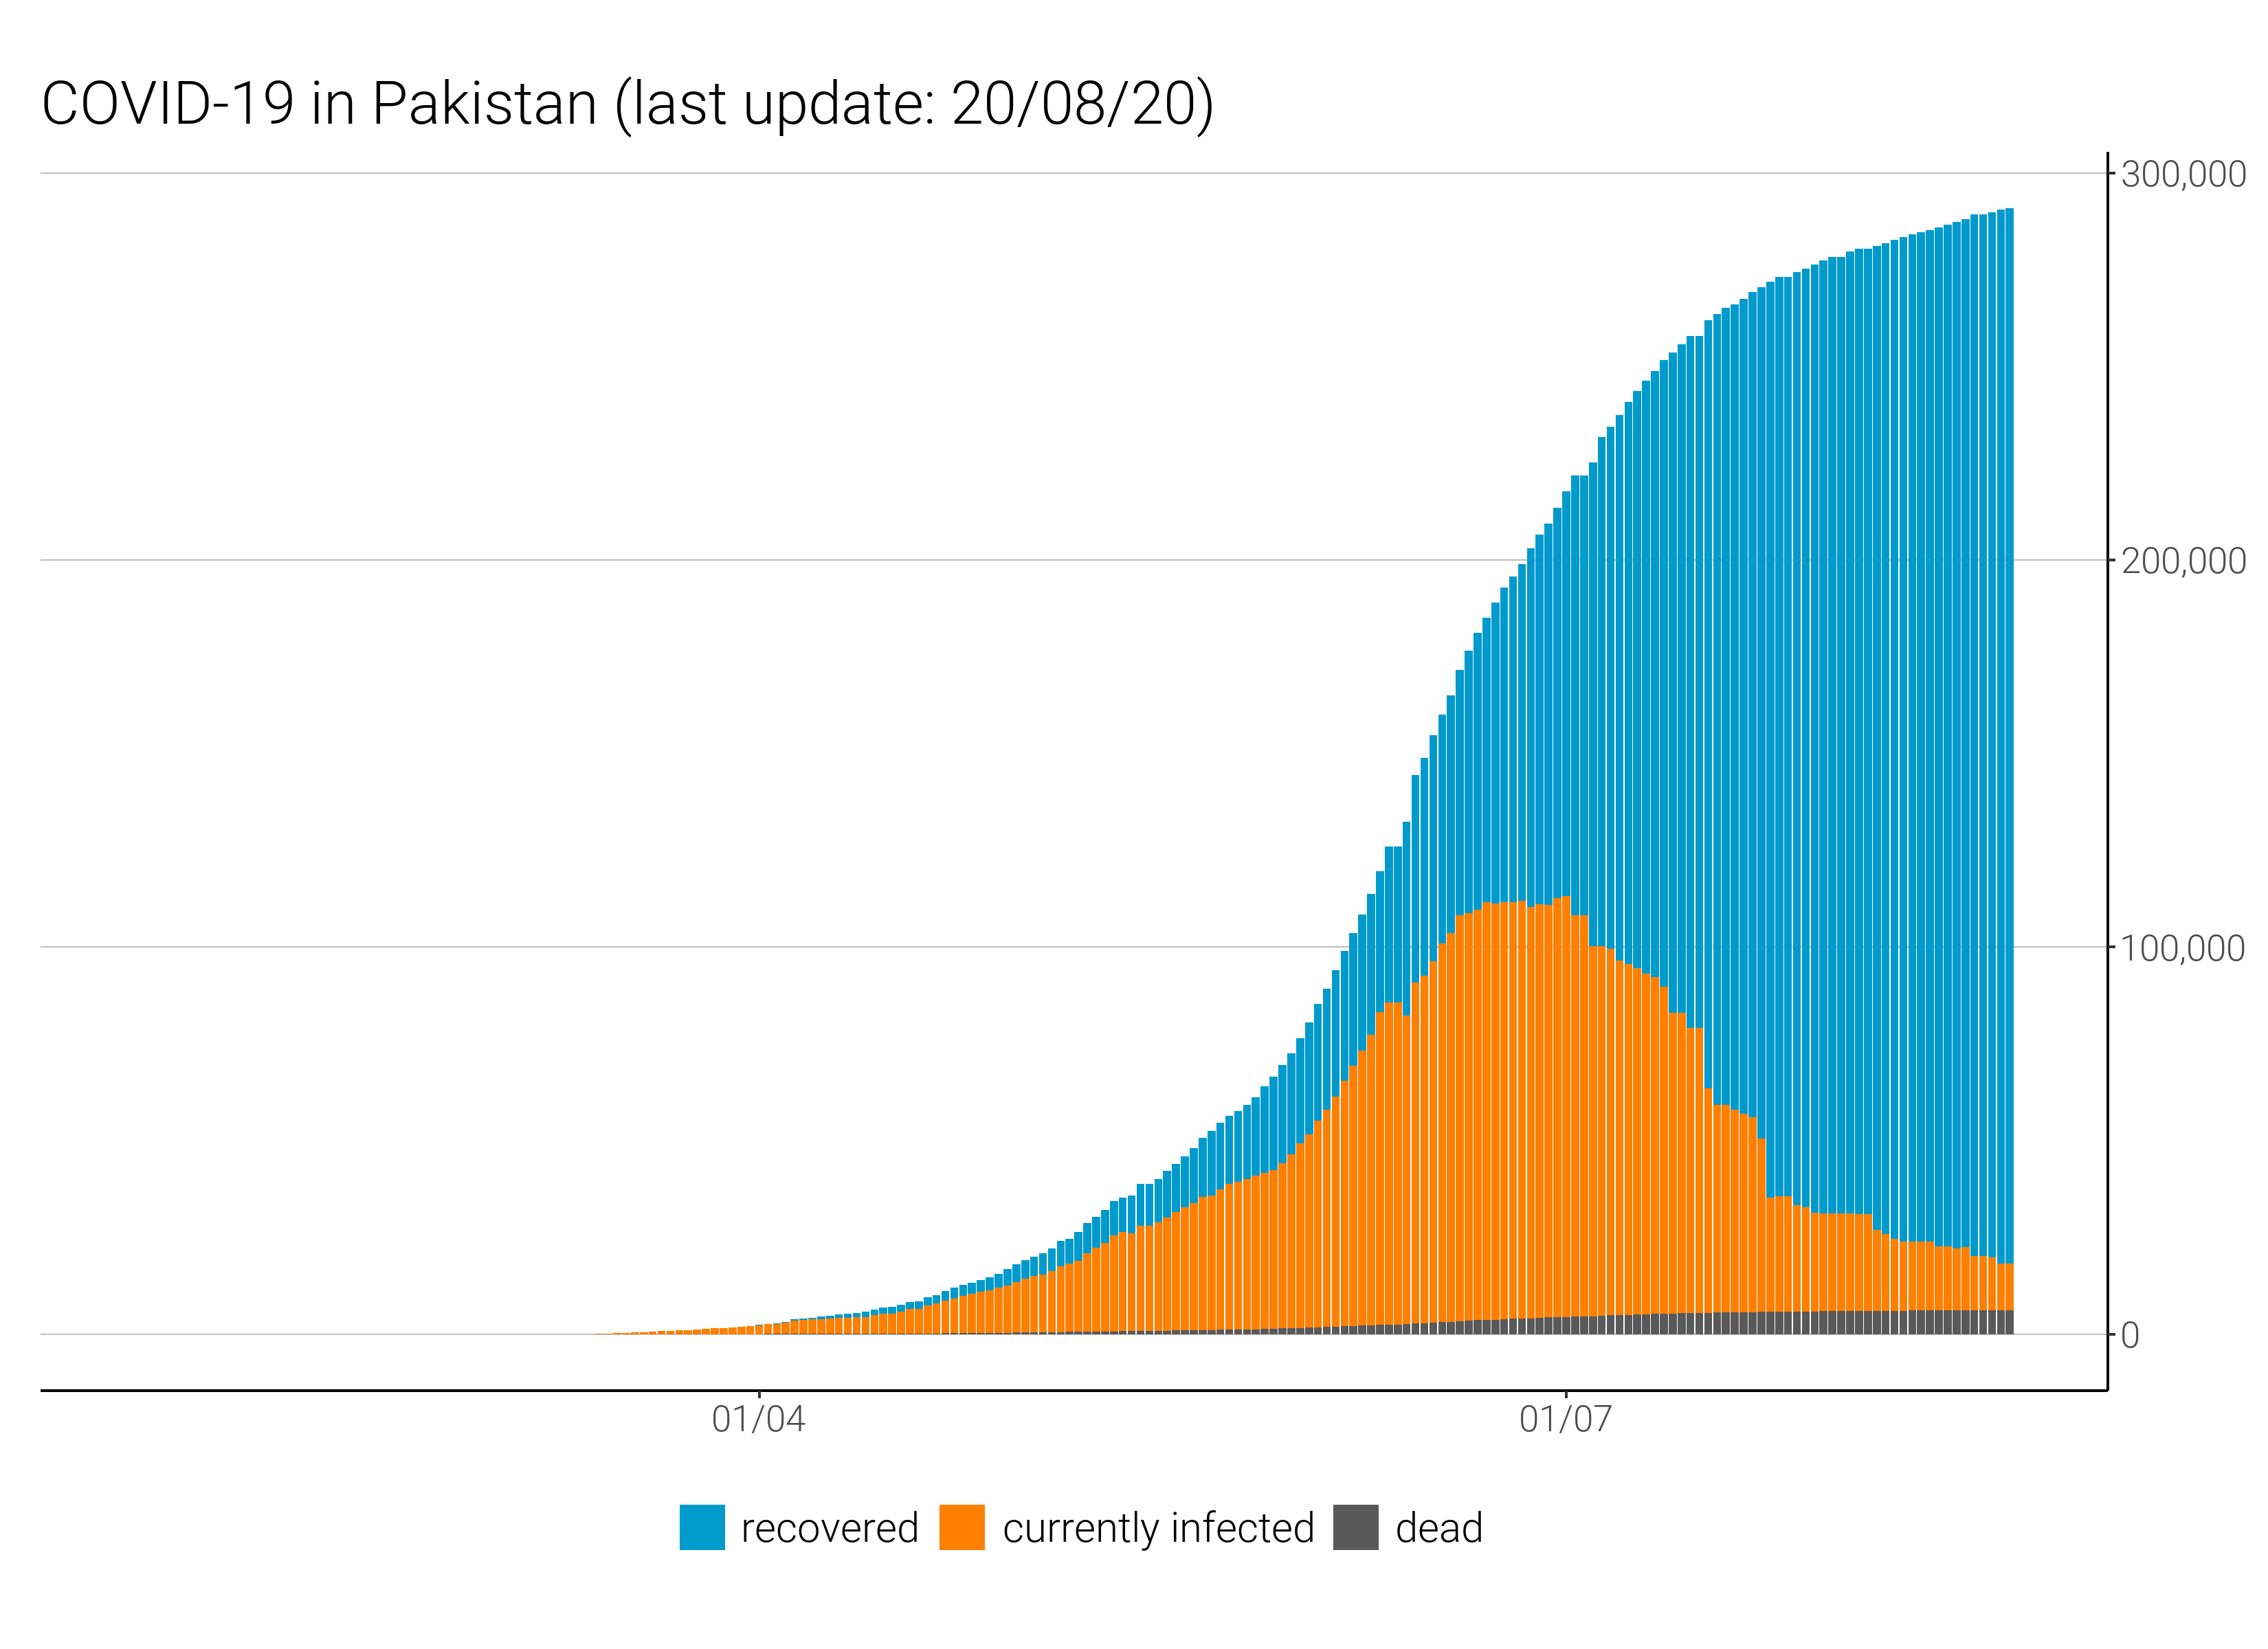 COVID-19 in Pakistan (last update: 20/08/20)
300,000
200,000
100,000
0
01/04 01/07
recovered currently infected dead